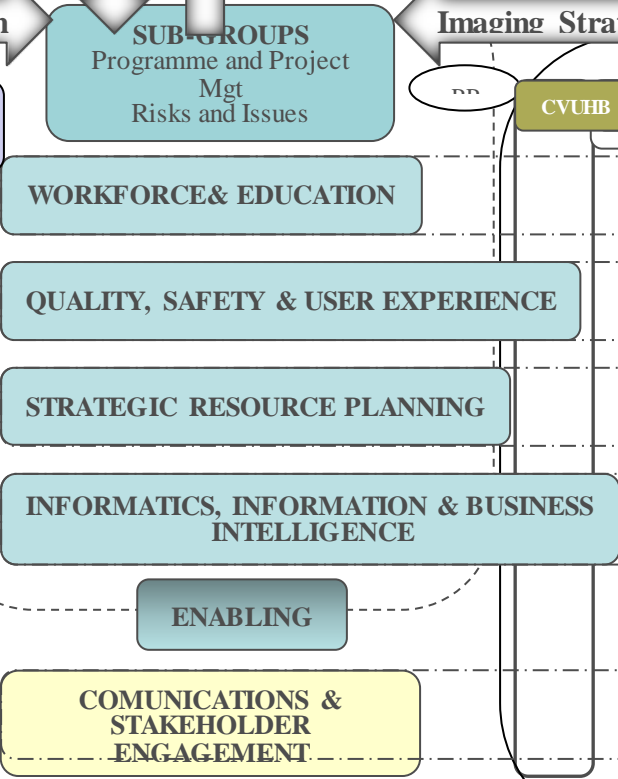 Imaging Stra
SUB-GROUPS
Programme and Project
Mgt
Risks and Issues
CVUHB
WORKFORCE& EDUCATION
QUALITY, SAFETY & USER EXPERIENCE
STRATEGIC RESOURCE PLANNING
INFORMATICS, INFORMATION & BUSINESS
INTELLIGENCE
ENABLING
COMUNICATIONS &
STAKEHOLDER
ENGAGEMENT